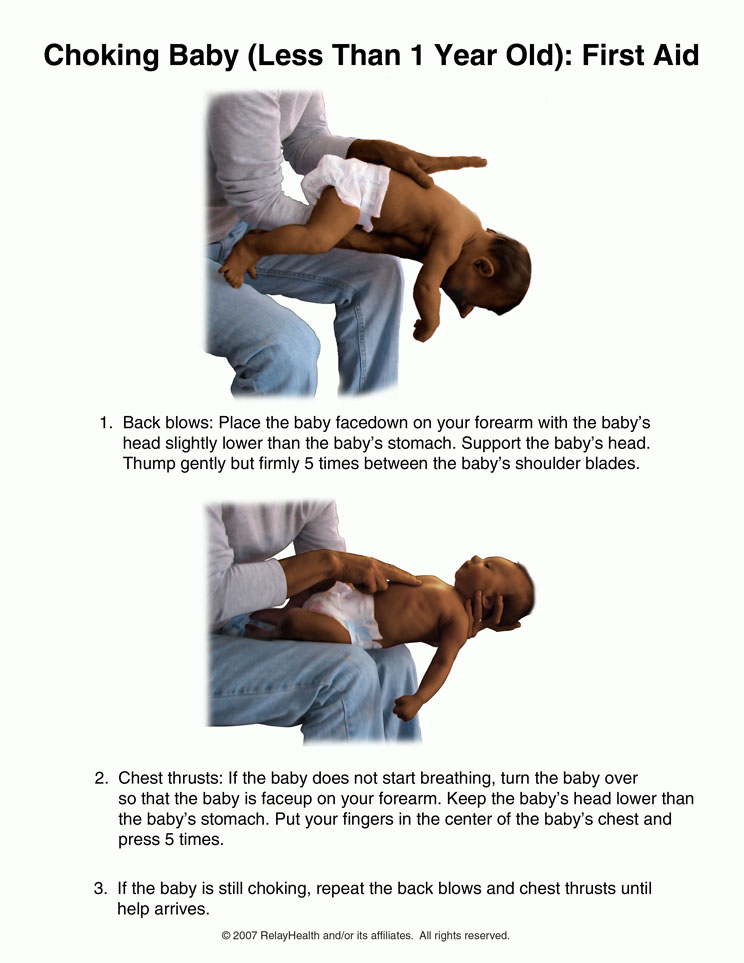 Choking Baby (Less Than 1 Year Old): First Aid
1. Back blows: Place the baby facedown on your forearm with the baby’s
head slightly lower than the baby’s stomach. Support the baby’s head.
Thump gently but firmly 5 times between the baby’s shoulder blades.
2. Chest thrusts: If the baby does not start breathing, turn the baby over
so that the baby is faceup on your forearm. Keep the baby’s head lower than
the baby’s stomach. Put your fingers in the center of the baby’s chest and
press 5 times.
3. If the baby is still choking, repeat the back blows and chest thrusts until
help arrives.
© 2007 RelayHealth and/or its affiliates. All rights reserved.